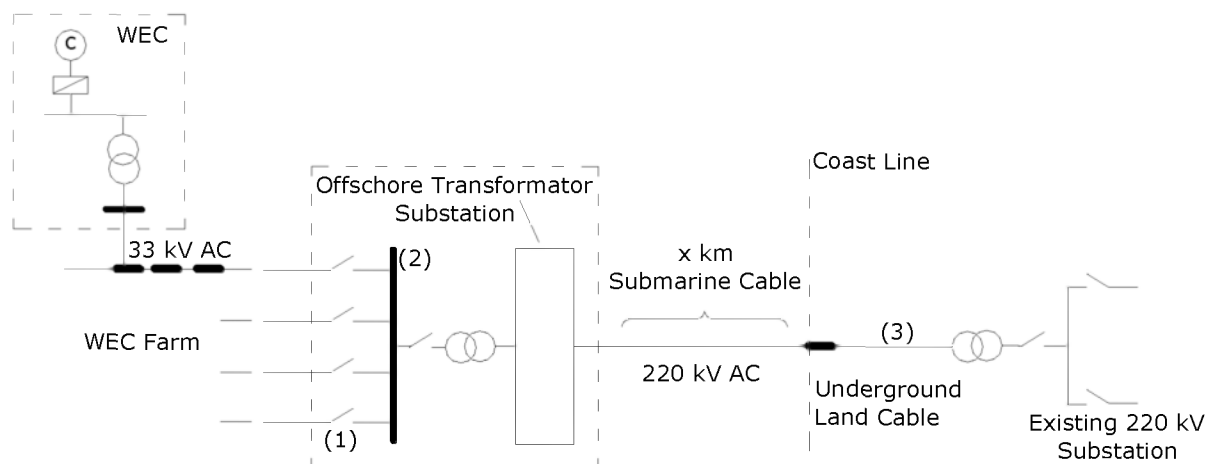 WEC
C
33 kV AC
WEC Farm
Offschore Transformator
Substation
(2)
(1)
x km
Submarine Cable
220 kV AC
Coast Line
(3)
Underground
Land Cable
Existing 220 kV
Substation